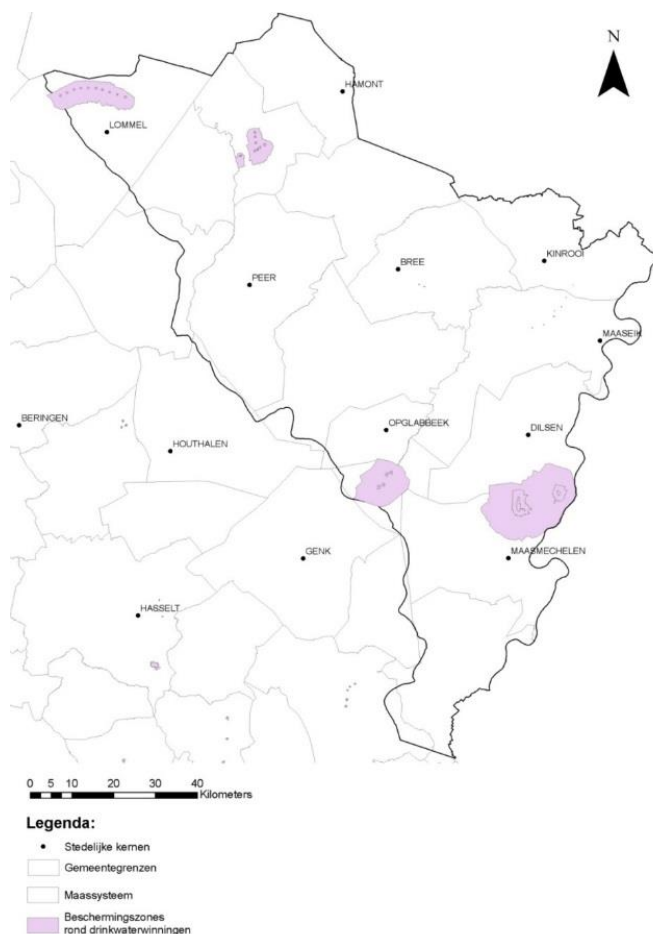 N
HAMONT
LOMMEL
KINROOI
BREE
PEER
MAASEIK
BERINGEN
OPGLABBEEK
DILSEN
HOUTHALEN
GENK
MAASMECHELEN
HASSELT
0 5 10 20 30 40
Kilometers
Legenda:
Stedelijke kernen
Gemeentegrenzen
Maassysteem
Beschermingszones
rond drinkwaterwinningen